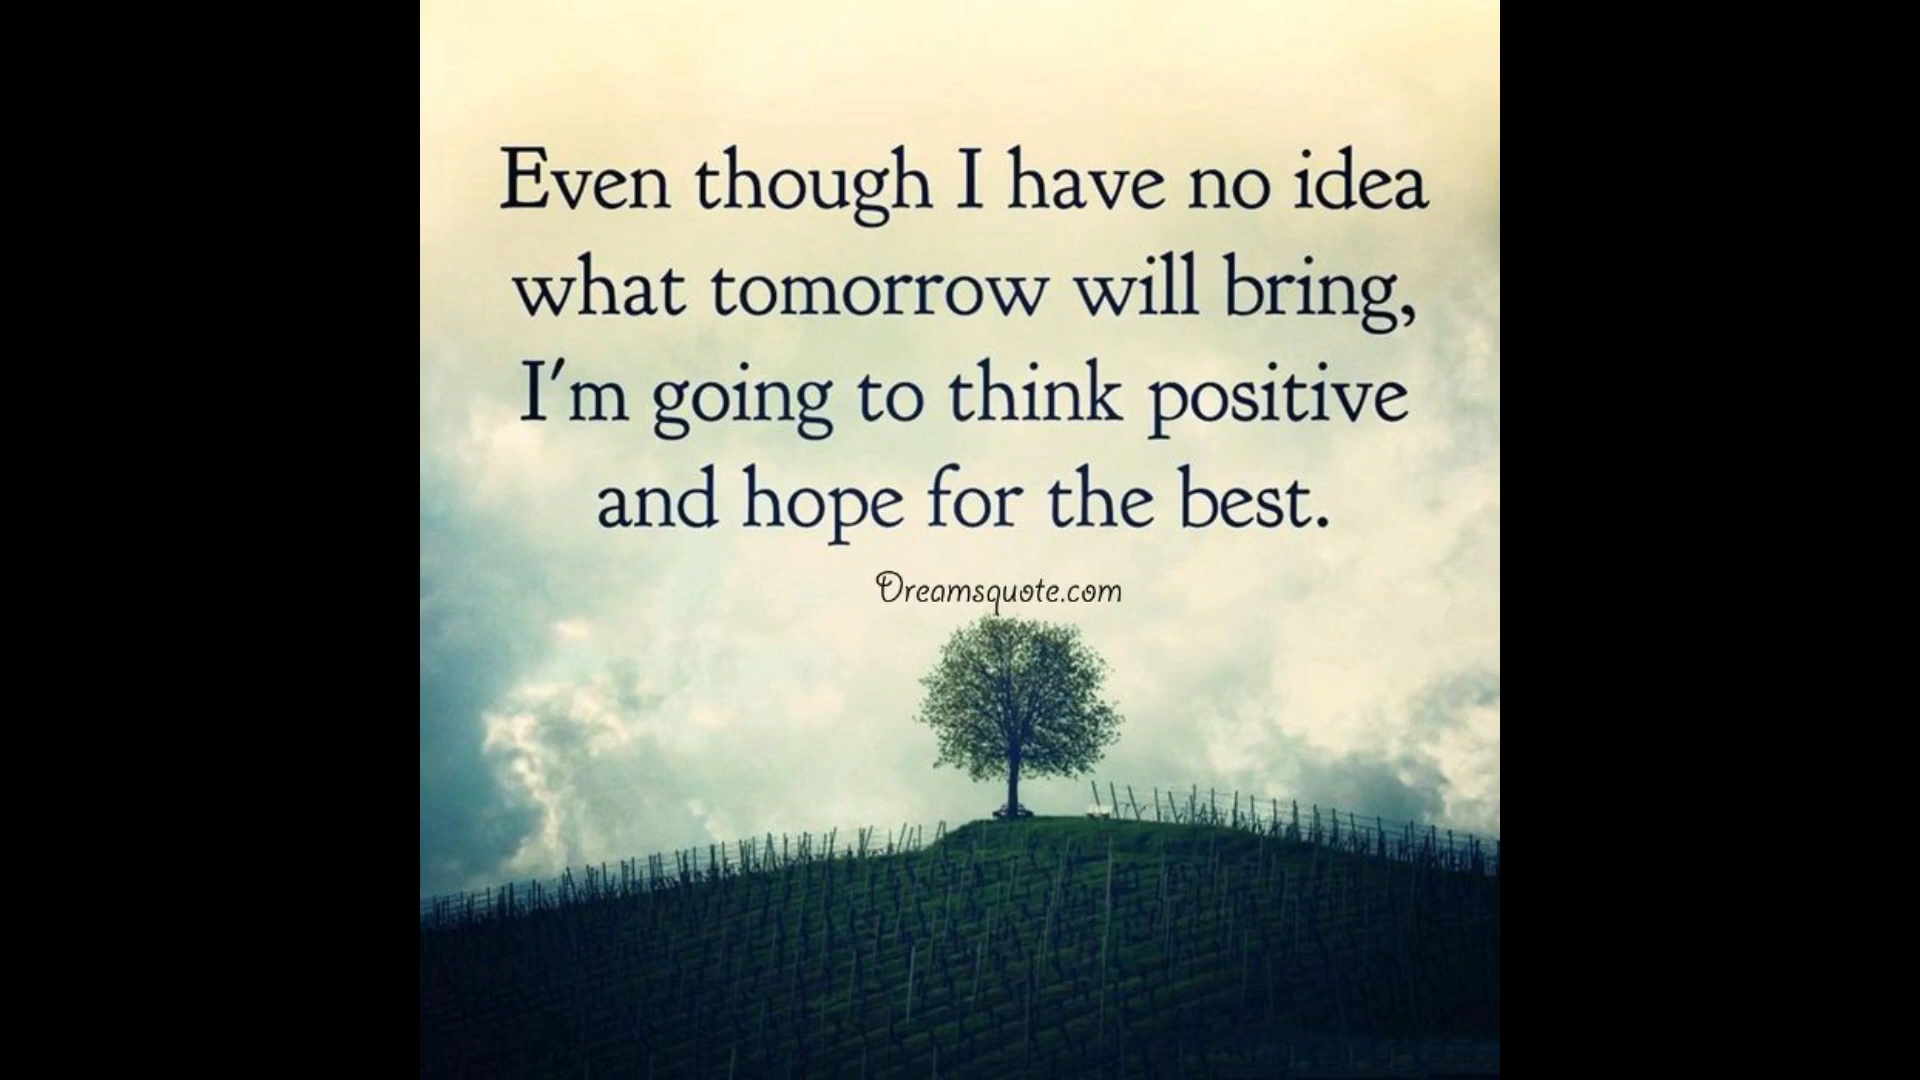 Even though I have no idea
what tomorrow will bring,
I'm going to think positive
and hope for the best.
Dreamsquote.com